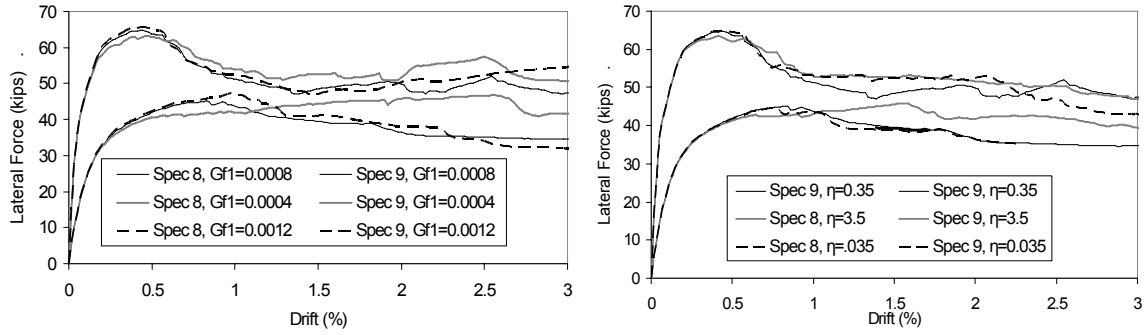 70
60
50
40
30
20
10
0
Lateral Force (kips)
Spec 8, Gf1=0.0008
Spec 9, Gf1=0.0008
Spec 8, Gf1=0.0004
Spec 9, Gf1=0.0004
Spec 8, Gf1=0.0012
Spec 9, Gf1=0.0012
0 0.5 1 1.5 2 2.5 3
Drift (%)
70
60
50
40
30
20
10
0
Lateral Force (kips)
Spec 9, η=0.35
Spec 9, η=0.35
Spec 8, η=3.5
Spec 9, η=3.5
Spec 8, η=.035
Spec 9, η=0.035
0 0.5 1 1.5 2 2.5 3
Drift (%)